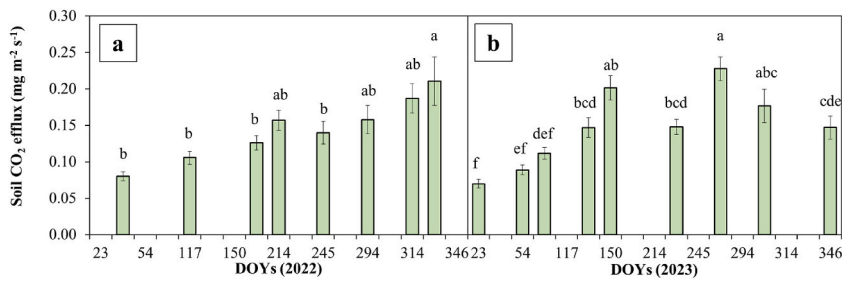 0.30
0.25
0.20
0.15
0.10
0.05
0.00
Soil CO2 efflux (mg m-2 s-1)
a
b b b ab b ab ab a
23 54 117 150 214 245 294 314 346
DOYs (2022)
b
f ef def bcd ab bcd a abc cde
23 54 117 150 214 294 314 346
DOYs (2023)